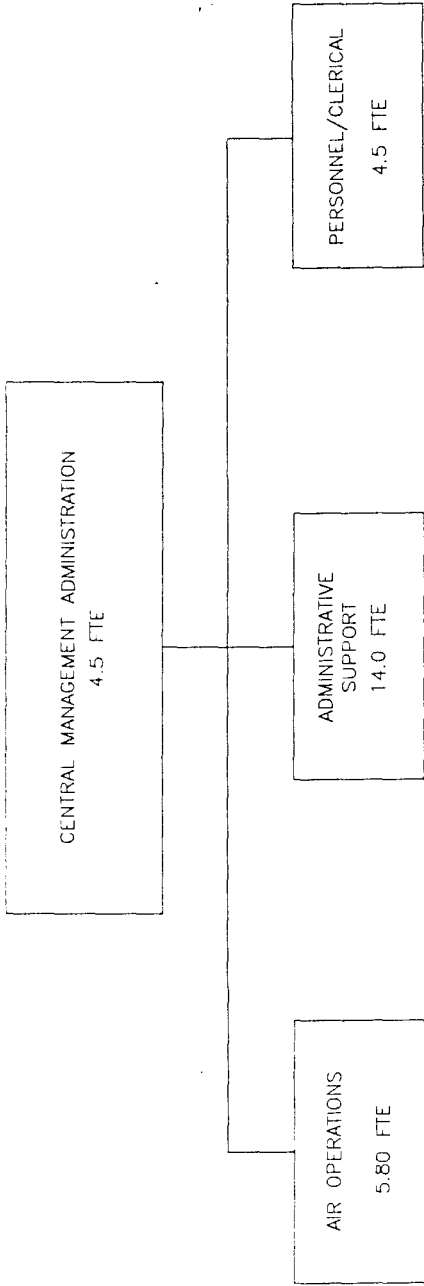 CENTRAL MANAGEMENT ADMINISTRATION
4.5 FTE
AIR OPERATIONS
5.80 FTE
ADMINISTRATIVE
SUPPORT
14.0 FTE
PERSONNEL/CLERICAL
4.5 FTE